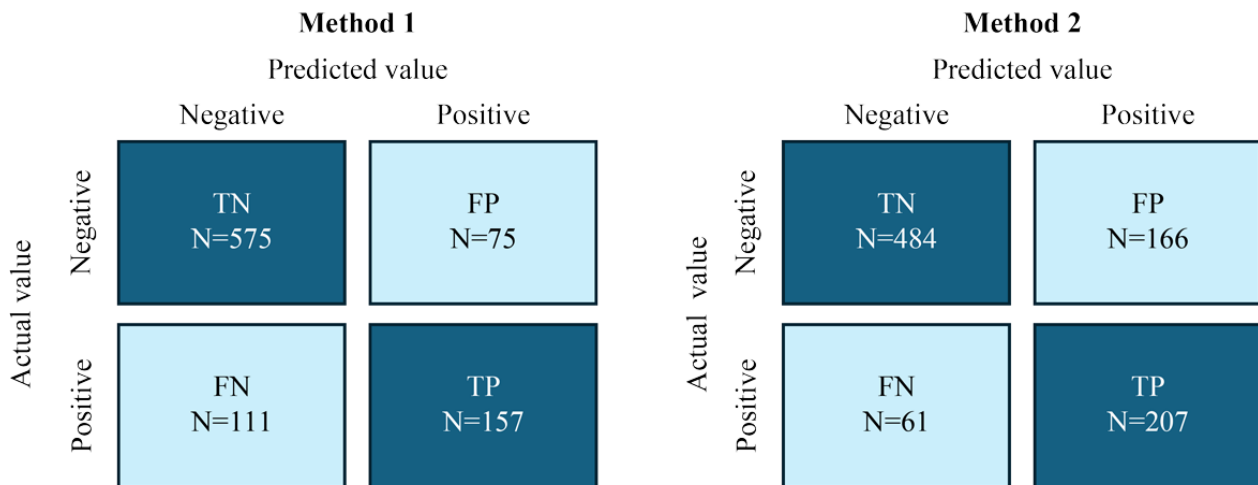 Method 1
Predicted value
Negative Positive
Actual value
Negative
TN
N=575
FP
N=75
Positive
FN
N=111
TP
N=157
Method 2
Predicted value
Negative Positive
Actual value
Negative
TN
N=484
FP
N=166
Positive
FN
N=61
TP
N=207